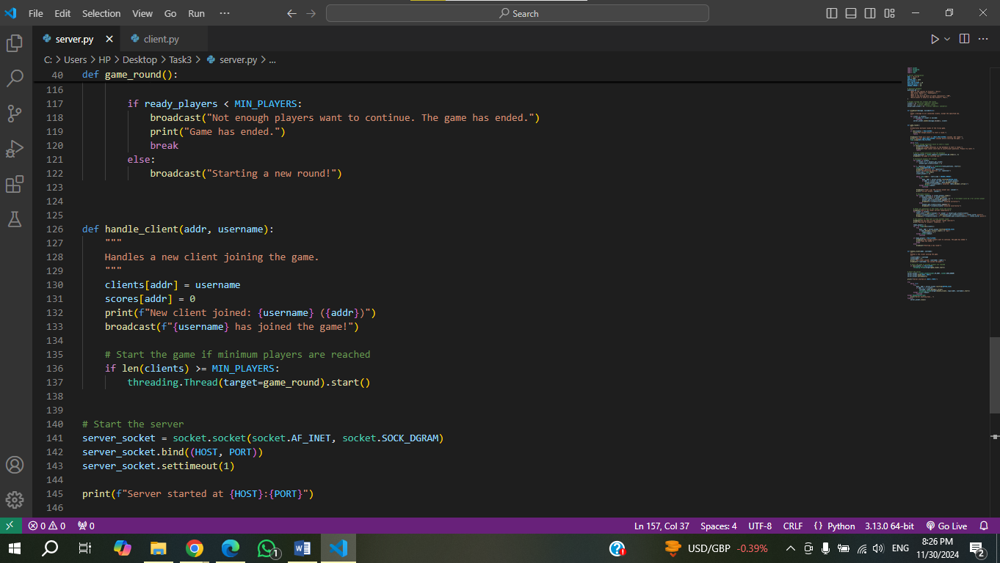 File Edit Selection View Go Run ··· Search
server.py client.py
C: > Users > HP > Desktop > Task3 > server.py > ...
40 def game_round():
116
117 if ready_players < MIN_PLAYERS:
118 broadcast("Not enough players want to continue. The game has ended.")
119 print("Game has ended.")
120 break
121 else:
122 broadcast("Starting a new round!")
123
124
125
126 def handle_client(addr, username):
127 """
128 Handles a new client joining the game.
129 """
130 clients[addr] = username
131 scores[addr] = 0
132 print(f"New client joined: {username} ({addr})")
133 broadcast(f"{username} has joined the game!")
134
135 # Start the game if minimum players are reached
136 if len(clients) >= MIN_PLAYERS:
137 threading.Thread(target=game_round).start()
138
139
140 # Start the server
141 server_socket = socket.socket(socket.AF_INET, socket.SOCK_DGRAM)
142 server_socket.bind((HOST, PORT))
143 server_socket.settimeout(1)
144
145 print(f"Server started at {HOST}:{PORT}")
146
0 0 0 Ln 157, Col 37 Spaces: 4 UTF-8 CRLF {} Python 3.13.0 64-bit Go Live
1 USD/GBP -0.39% ENG 8:26 PM
11/30/2024 2